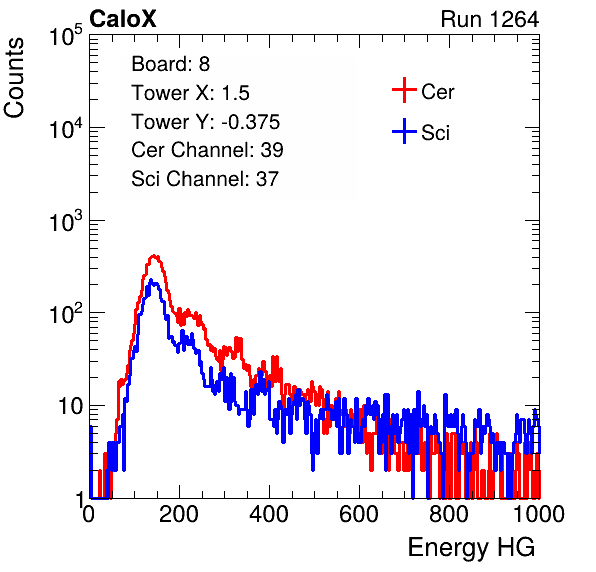 CaloX Run 1264
Counts
Board: 8
Tower X: 1.5
Tower Y: -0.375
Cer Channel: 39
Sci Channel: 37
Cer
Sci
10^5
10^4
10^3
10^2
10
1
0 200 400 600 800 1000
Energy HG